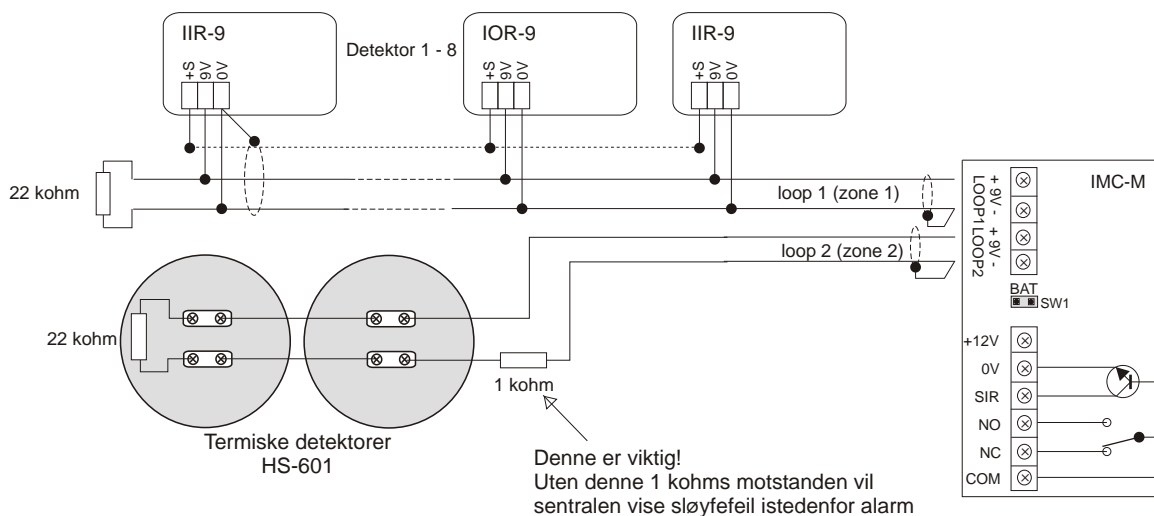 IIR-9
Detektor 1 - 8
IOR-9
IIR-9
+S
9V
0V
+S
9V
0V
+S
9V
0V
22 kohm
loop 1 (zone 1)
loop 2 (zone 2)
+ 9V - + 9V -
LOOP1 LOOP2
IMC-M
BAT
SW1
22 kohm
1 kohm
+12V
0V
SIR
NO
NC
COM
Termiske detektorer
HS-601
Denne er viktig!
Uten denne 1 kohms motstanden vil
sentralen vise sløyfefeil istedenfor alarm